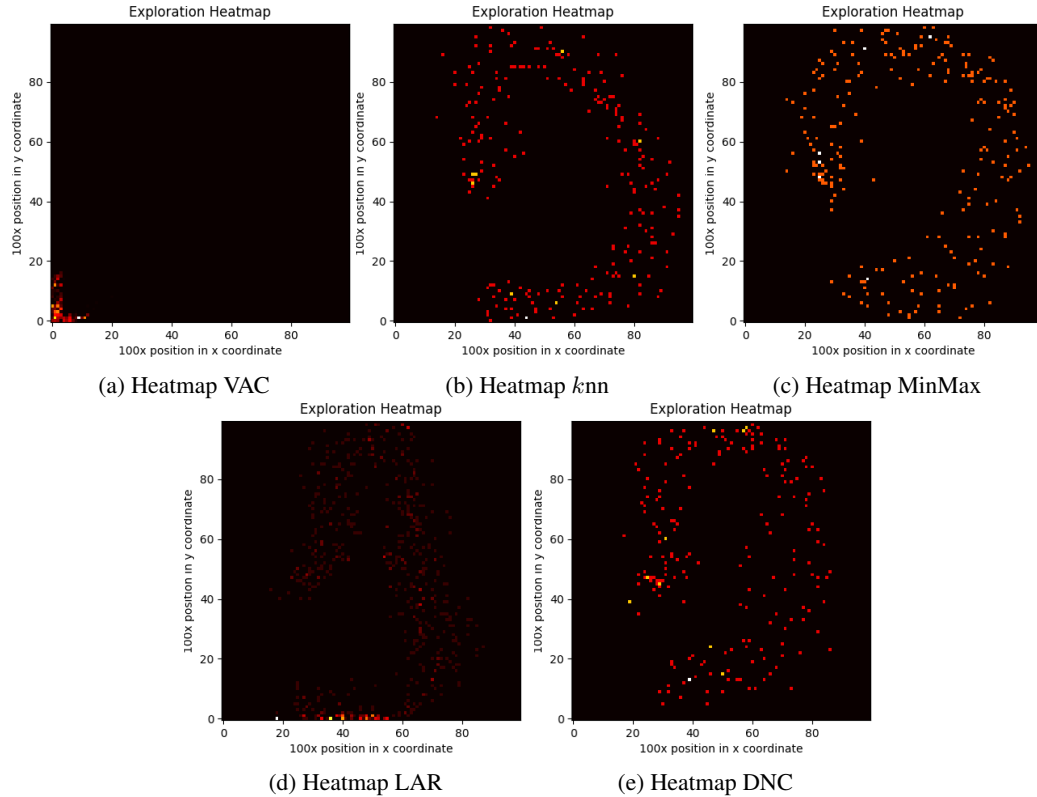 Exploration Heatmap
Exploration Heatmap
Exploration Heatmap
100x position in y coordinate
80
60
40
20
0
0 20 40 60 80
100x position in x coordinate
100x position in y coordinate
80
60
40
20
0
0 20 40 60 80
100x position in x coordinate
100x position in y coordinate
80
60
40
20
0
0 20 40 60 80
100x position in x coordinate
(a) Heatmap VAC
(b) Heatmap knn
(c) Heatmap MinMax
Exploration Heatmap
Exploration Heatmap
100x position in y coordinate
80
60
40
20
0
0 20 40 60 80
100x position in x coordinate
100x position in y coordinate
80
60
40
20
0
0 20 40 60 80
100x position in x coordinate
(d) Heatmap LAR
(e) Heatmap DNC